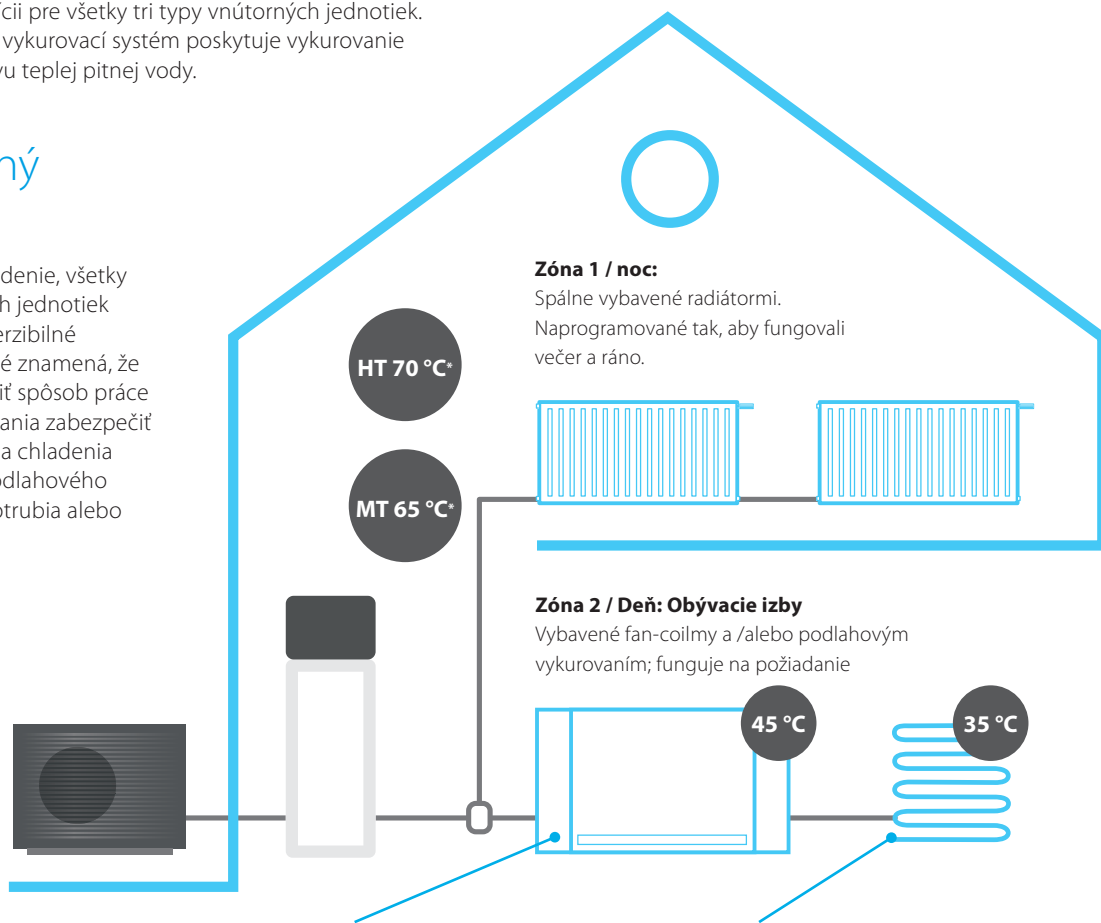 cii pre všetky tri typy vnútorných jednotiek.
vykurovací systém poskytuje vykurovanie
vu teplej pitnej vody.
ný
denie, všetky
h jednotiek
erzibilné
é znamená, že
iť spôsob práce
ania zabezpečiť
a chladenia
odlahového
otrubia alebo
HT 70 °C*
MT 65 °C*
Zóna 1 / noc:
Spálne vybavené radiátormi.
Naprogramované tak, aby fungovali
večer a ráno.
Zóna 2 / Deň: Obývacie izby
Vybavené fan-coilmy a /alebo podlahovým
vykurovaním; funguje na požiadanie
45 °C
35 °C